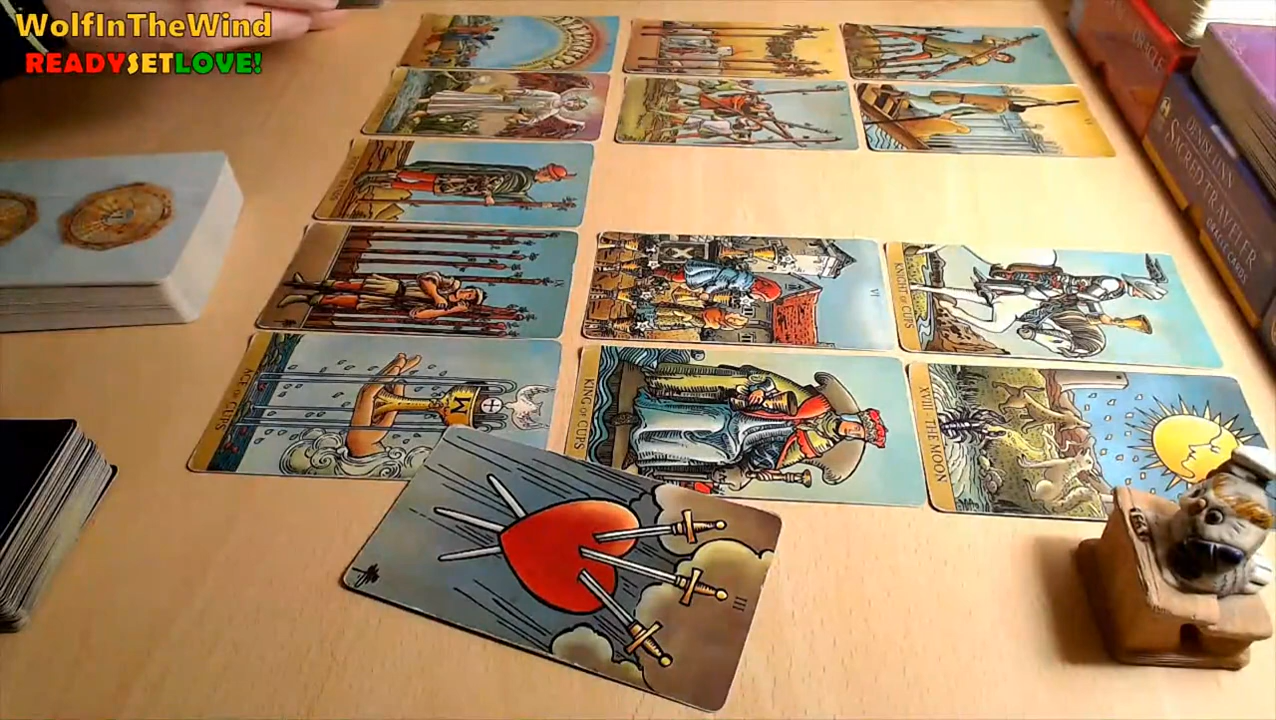 WolfInTheWind
READYSETLOVE!
ORACLE
DENISE LINN
SACRED TRAVELER
ORACLE CARDS
VI
KNIGHT OF CUPS
ACE OF CUPS
KING OF CUPS
XVIII · THE MOON
M
III